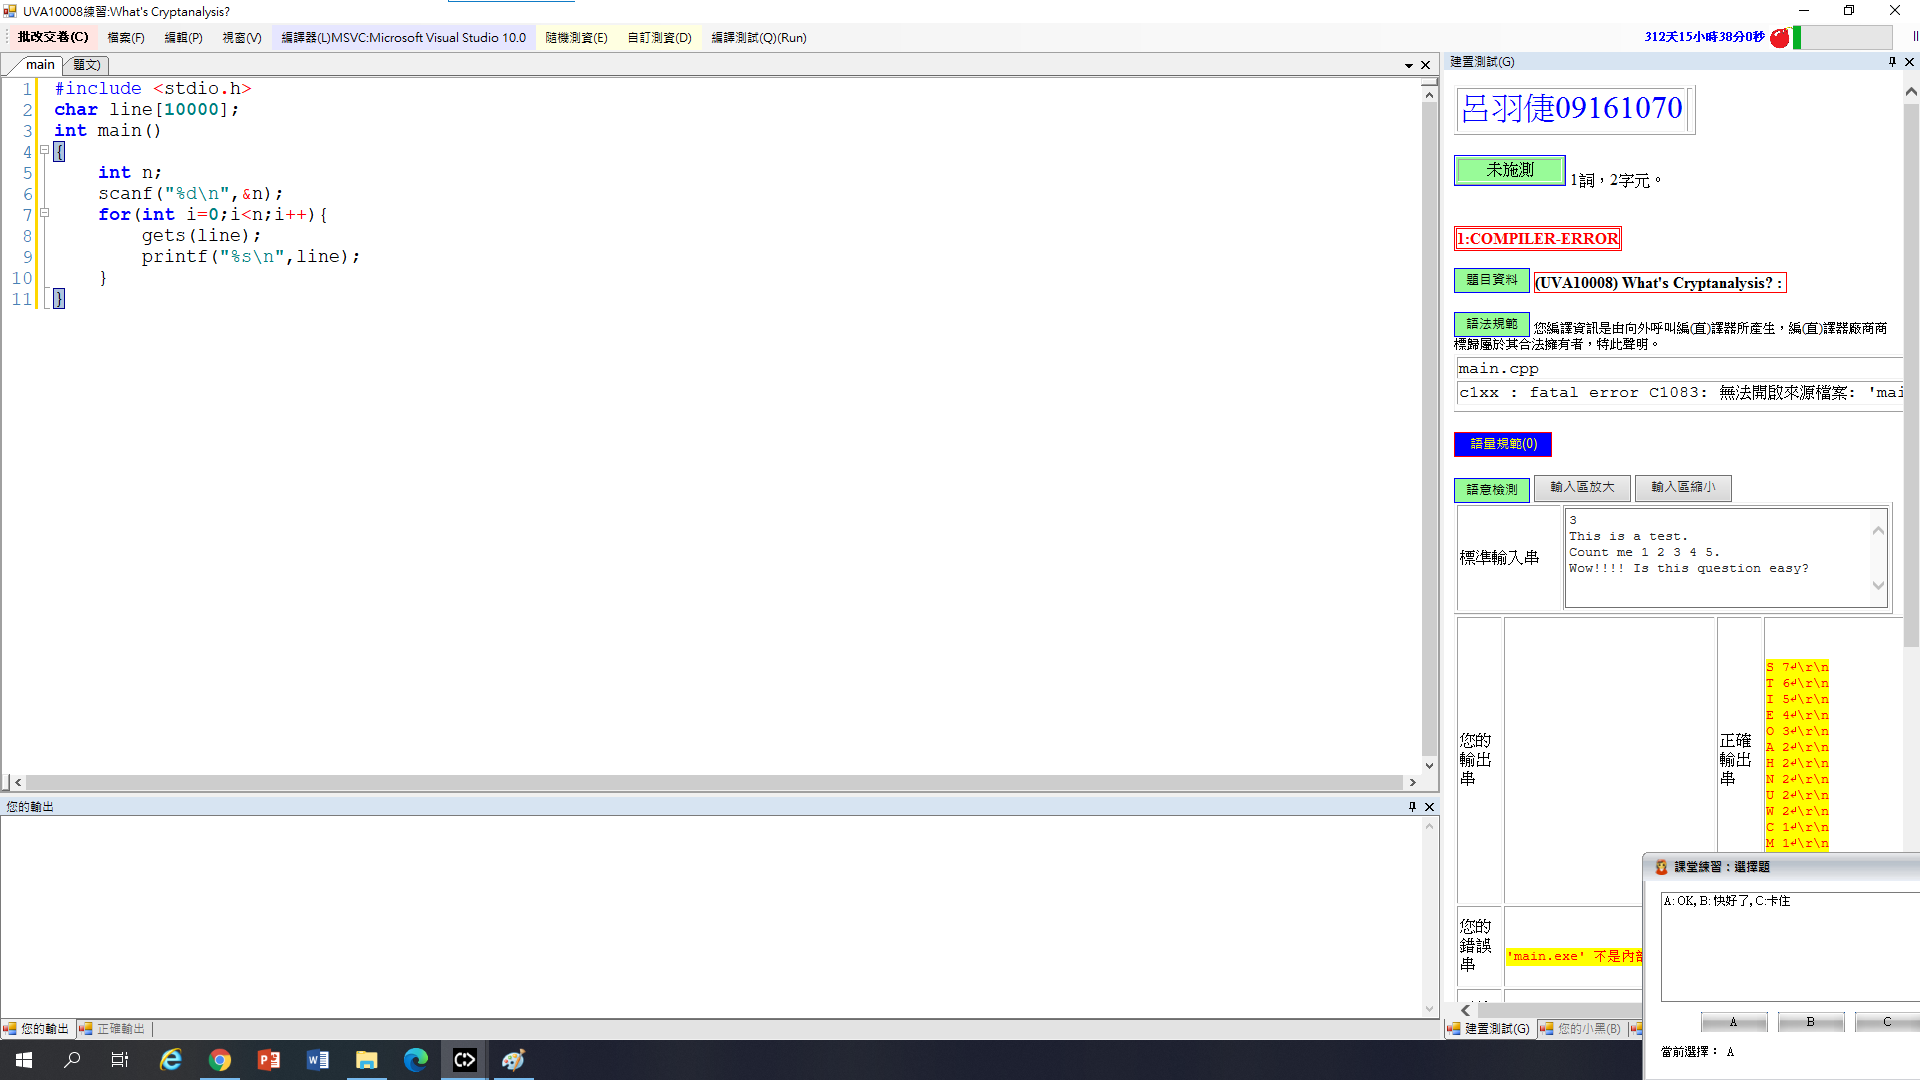 UVA10008練習:What's Cryptanalysis?
批改交卷(C) 檔案(F) 編輯(P) 視窗(V) 編譯器(L)MSVC:Microsoft Visual Studio 10.0 隨機測資(E) 自訂測資(D) 編譯測試(Q)(Run) 312天15小時38分0秒
main 題文)
1 #include <stdio.h>
2 char line[10000];
3 int main()
4 {
5 int n;
6 scanf("%d\n",&n);
7 for(int i=0;i<n;i++){
8 gets(line);
9 printf("%s\n",line);
10 }
11 }
您的輸出
您的輸出 正確輸出
建置測試(G)
呂羽倢09161070
未施測 1詞，2字元。
1:COMPILER-ERROR
題目資料 (UVA10008) What's Cryptanalysis? :
語法規範 您編譯資訊是由向外呼叫編(直)譯器所產生，編(直)譯器廠商商
標歸屬於其合法擁有者，特此聲明。
main.cpp
c1xx : fatal error C1083: 無法開啟來源檔案: 'mai
語量規範(0)
語意檢測 輸入區放大 輸入區縮小
標準輸入串
3
This is a test.
Count me 1 2 3 4 5.
Wow!!!! Is this question easy?
您的
輸出
串
正確
輸出
串
S 7↵\r\n
T 6↵\r\n
I 5↵\r\n
E 4↵\r\n
O 3↵\r\n
A 2↵\r\n
H 2↵\r\n
N 2↵\r\n
U 2↵\r\n
W 2↵\r\n
C 1↵\r\n
M 1↵\r\n
您的
錯誤
串
'main.exe' 不是內部
建置測試(G) 您的小黑(B)
課堂練習：選擇題
A:OK,B:快好了,C:卡住
A B C
當前選擇： A